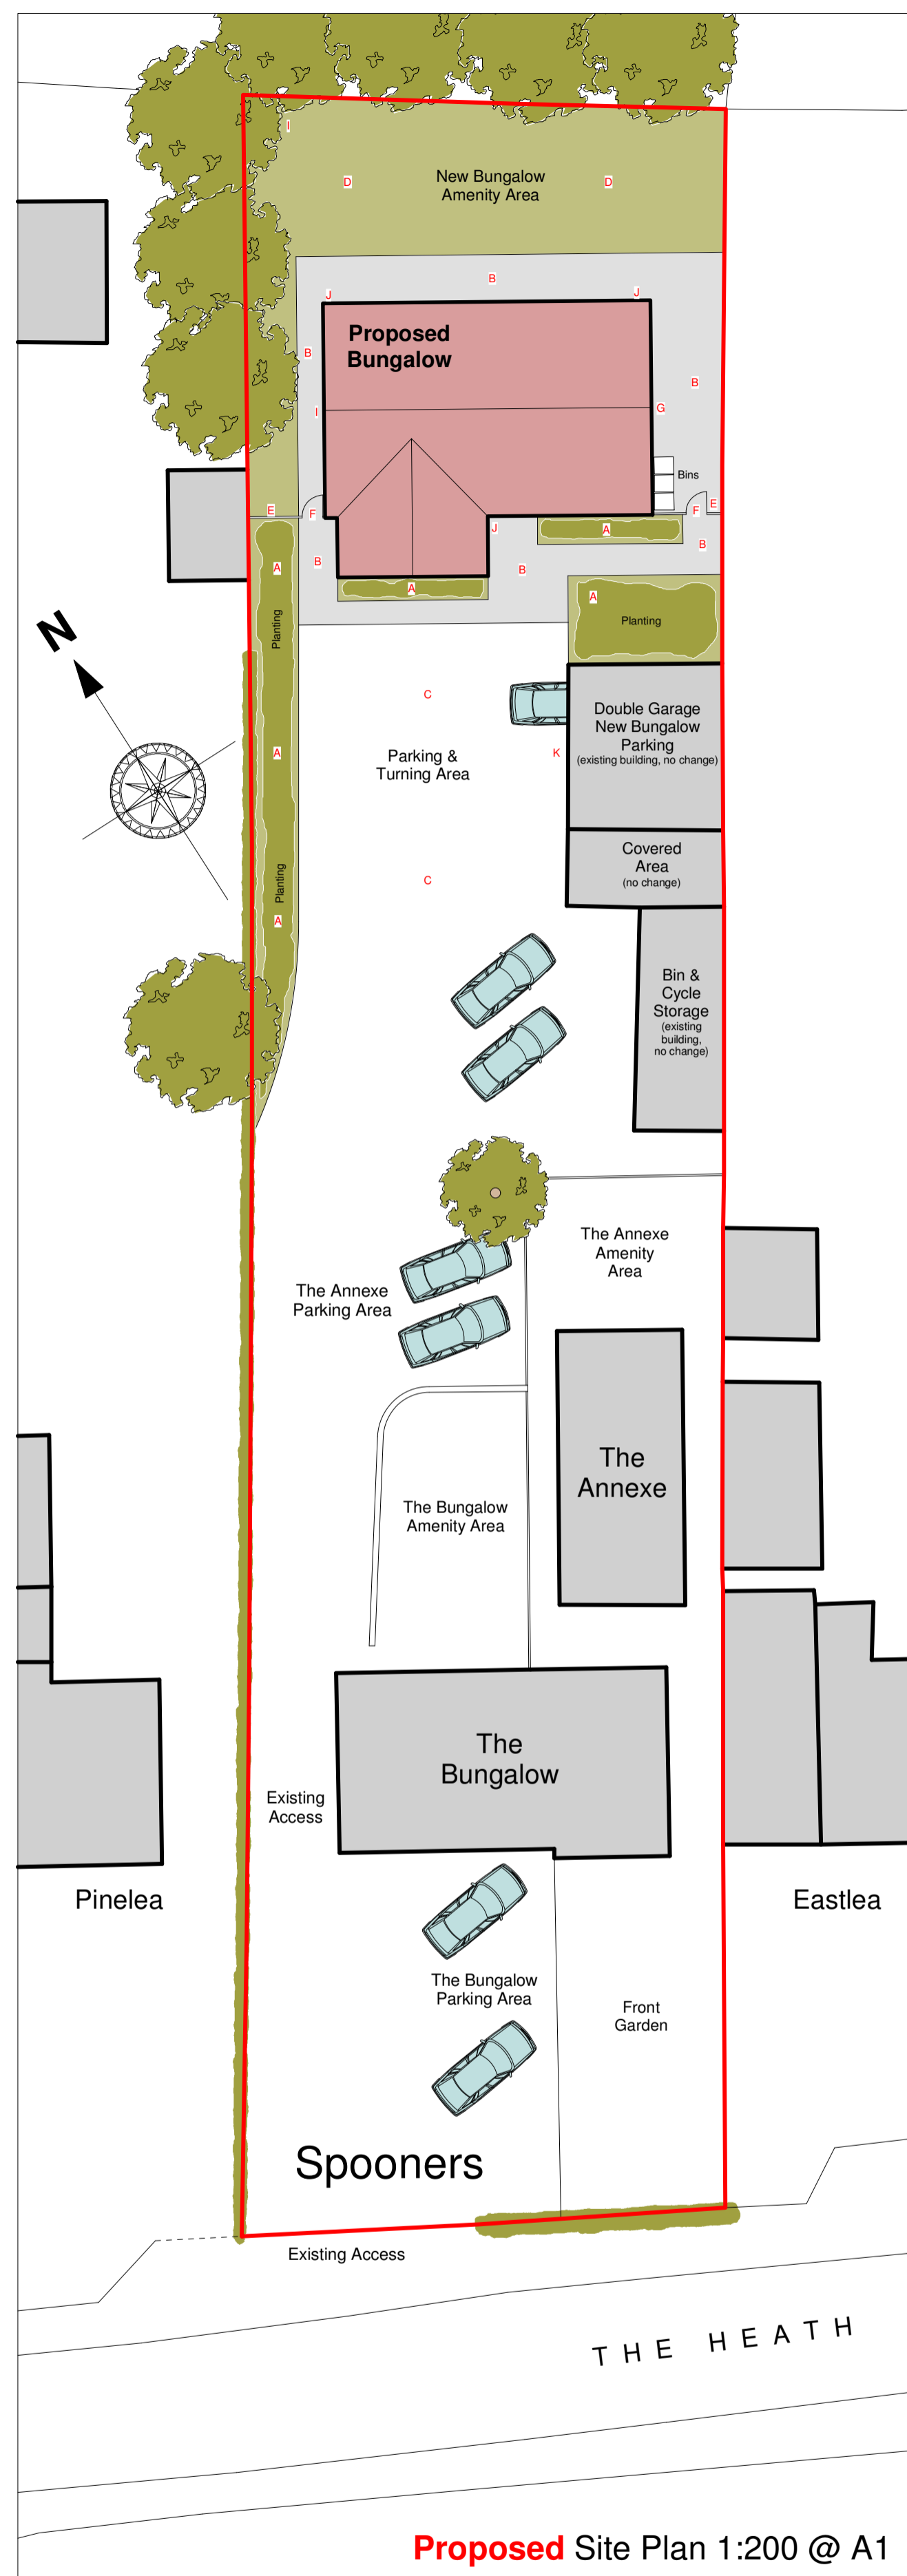 I
D
New Bungalow
Amenity Area
D
B
J
J
Proposed
Bungalow
B
B
I
G
Bins
E
F
F
E
J
A
B
A
B
B
A
A
Planting
Planting
N
C
Double Garage
New Bungalow
Parking
(existing building, no change)
K
Parking &
Turning Area
A
Covered
Area
(no change)
C
Planting
A
Bin &
Cycle
Storage
(existing
building,
no change)
The Annexe
Amenity
Area
The Annexe
Parking Area
The
Annexe
The Bungalow
Amenity Area
The
Bungalow
Existing
Access
Pinelea
Eastlea
The Bungalow
Parking Area
Front
Garden
Spooners
Existing Access
THE HEATH
Proposed Site Plan 1:200 @ A1